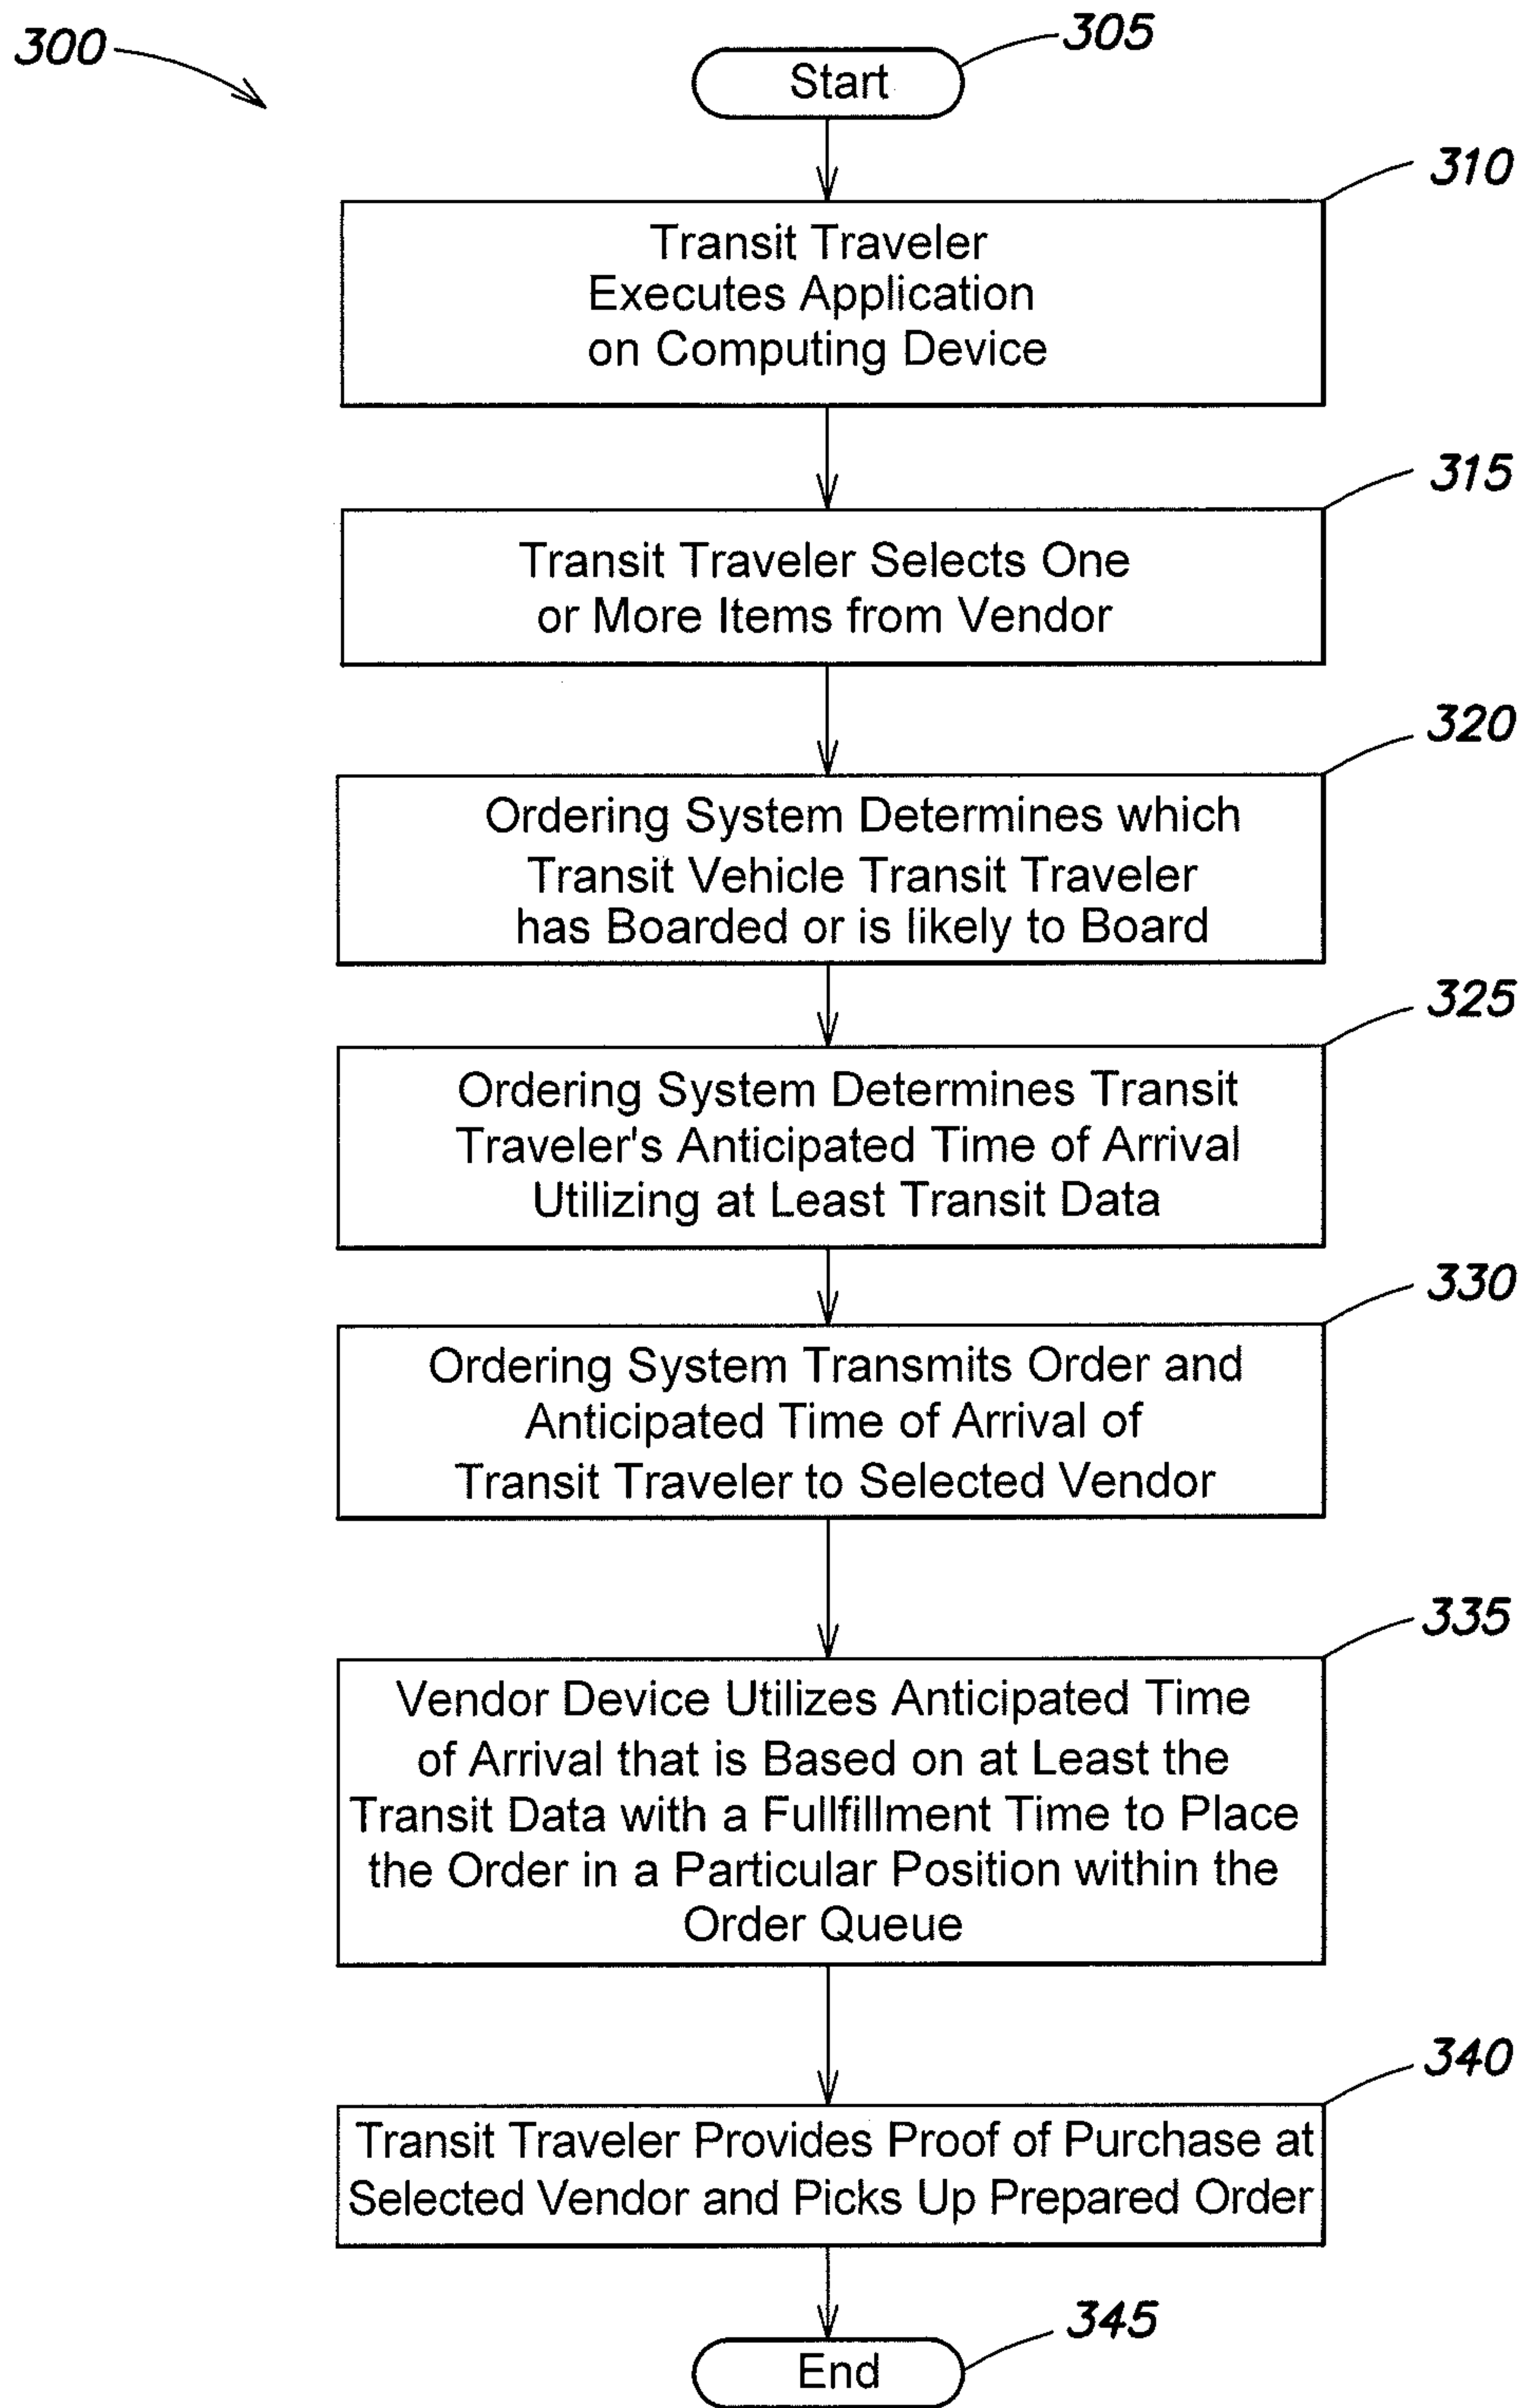 300
305
Start
310
Transit Traveler
Executes Application
on Computing Device
315
Transit Traveler Selects One
or More Items from Vendor
320
Ordering System Determines which
Transit Vehicle Transit Traveler
has Boarded or is likely to Board
325
Ordering System Determines Transit
Traveler's Anticipated Time of Arrival
Utilizing at Least Transit Data
330
Ordering System Transmits Order and
Anticipated Time of Arrival of
Transit Traveler to Selected Vendor
335
Vendor Device Utilizes Anticipated Time
of Arrival that is Based on at Least the
Transit Data with a Fullfillment Time to Place
the Order in a Particular Position within the
Order Queue
340
Transit Traveler Provides Proof of Purchase at
Selected Vendor and Picks Up Prepared Order
345
End